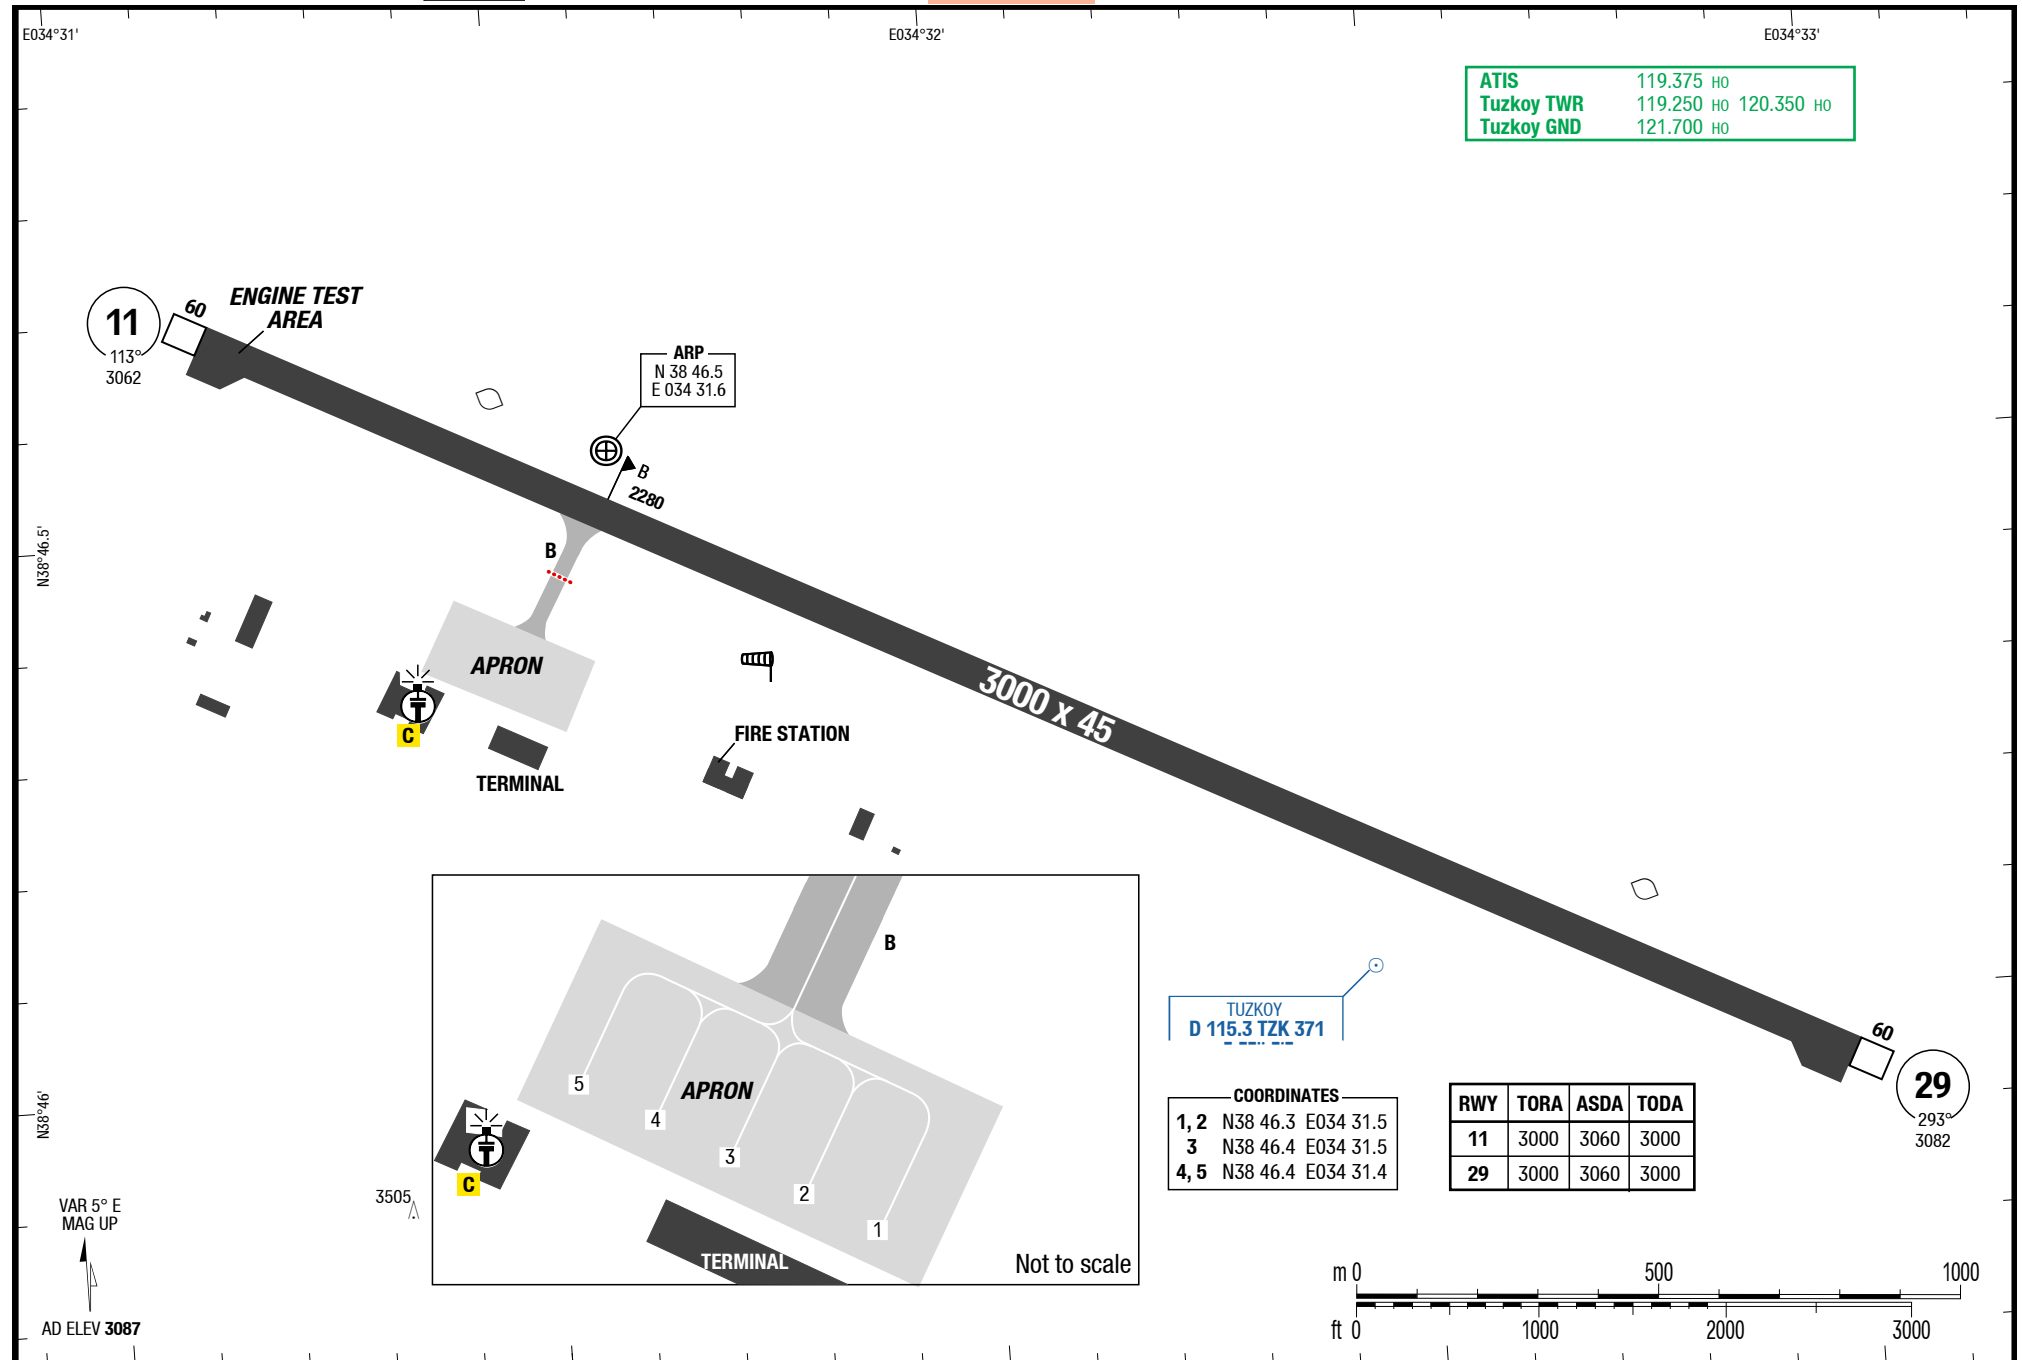 E034°31'
E034°32'
E034°33'
ATIS 119.375 HO
Tuzkoy TWR 119.250 HO 120.350 HO
Tuzkoy GND 121.700 HO
11
113°
3062
60
ENGINE TEST
AREA
ARP
N 38 46.5
E 034 31.6
B
2280
B
N38°46.5'
APRON
3000 x 45
C
FIRE STATION
TERMINAL
B
5
4
APRON
3
2
1
C
TERMINAL
Not to scale
TUZKOY
D 115.3 TZK 371
60
29
293°
3082
COORDINATES
1, 2 N38 46.3 E034 31.5
3 N38 46.4 E034 31.5
4, 5 N38 46.4 E034 31.4
RWY TORA ASDA TODA
11 3000 3060 3000
29 3000 3060 3000
N38°46'
3505
VAR 5° E
MAG UP
AD ELEV 3087
m 0 500 1000
ft 0 1000 2000 3000